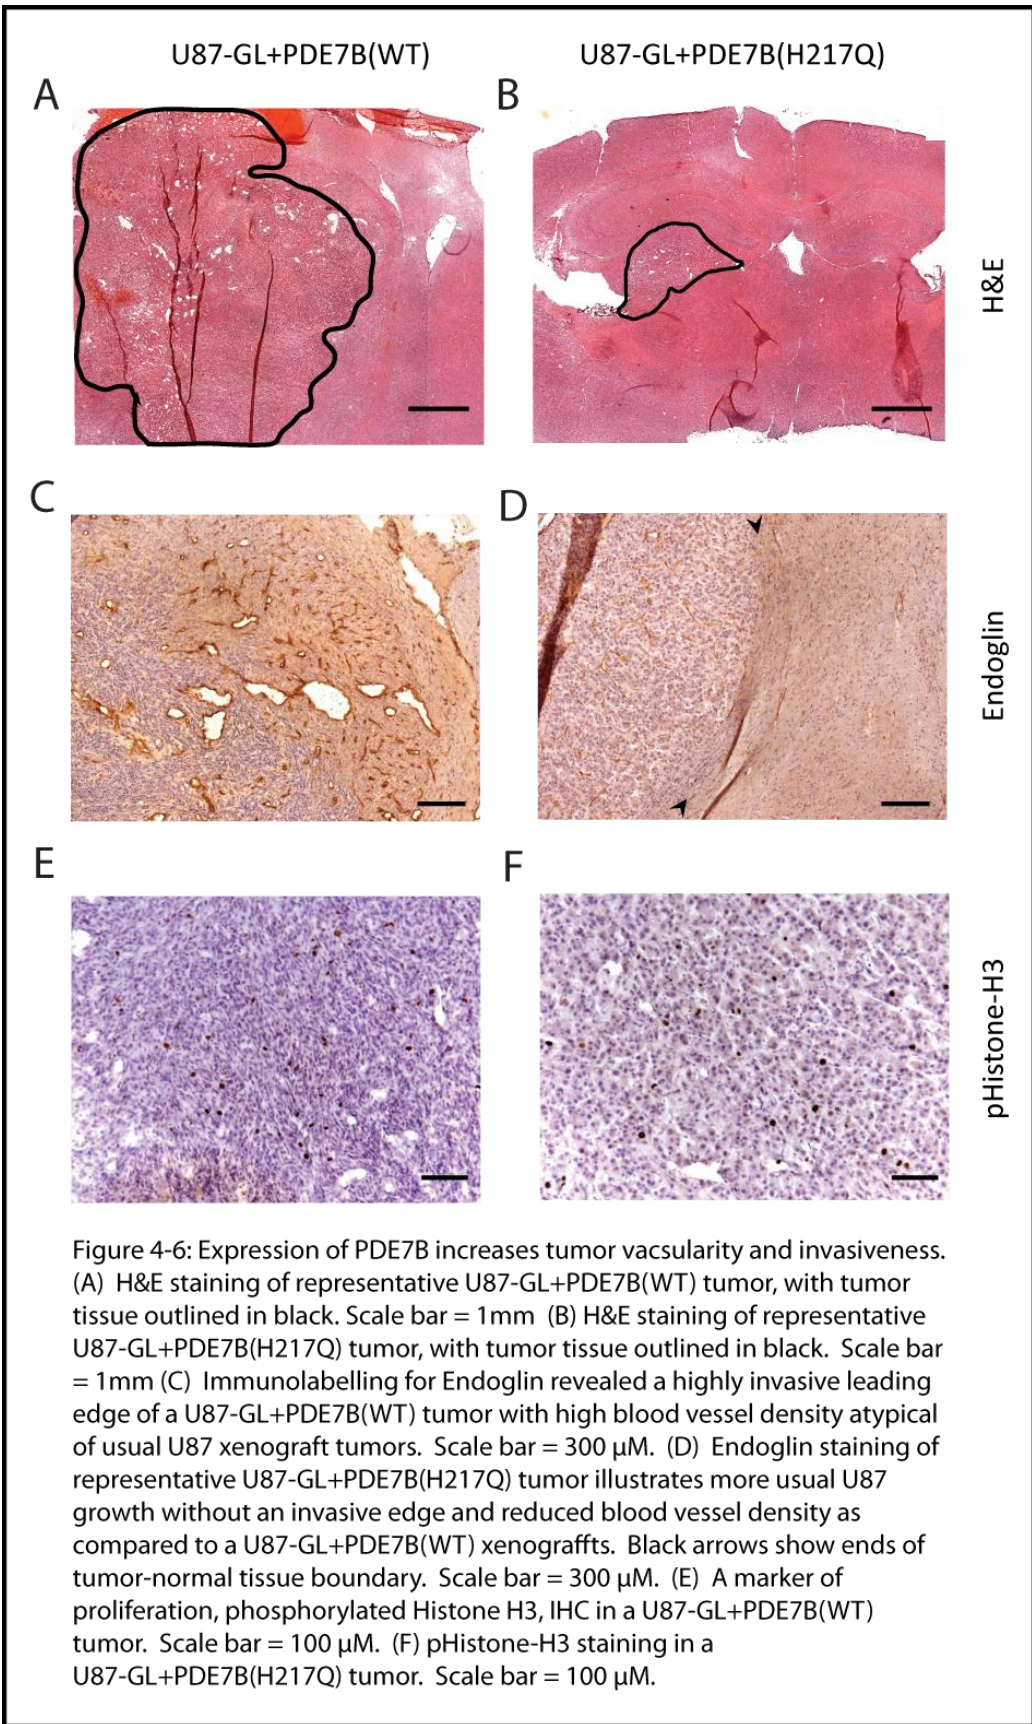 U87-GL+PDE7B(WT)
U87-GL+PDE7B(H217Q)
A
B
H&E
C
D
Endoglin
E
F
pHistone-H3
Figure 4-6: Expression of PDE7B increases tumor vacsularity and invasiveness.
(A) H&E staining of representative U87-GL+PDE7B(WT) tumor, with tumor
tissue outlined in black. Scale bar = 1mm (B) H&E staining of representative
U87-GL+PDE7B(H217Q) tumor, with tumor tissue outlined in black. Scale bar
= 1mm (C) Immunolabelling for Endoglin revealed a highly invasive leading
edge of a U87-GL+PDE7B(WT) tumor with high blood vessel density atypical
of usual U87 xenograft tumors. Scale bar = 300 µM. (D) Endoglin staining of
representative U87-GL+PDE7B(H217Q) tumor illustrates more usual U87
growth without an invasive edge and reduced blood vessel density as
compared to a U87-GL+PDE7B(WT) xenograffts. Black arrows show ends of
tumor-normal tissue boundary. Scale bar = 300 µM. (E) A marker of
proliferation, phosphorylated Histone H3, IHC in a U87-GL+PDE7B(WT)
tumor. Scale bar = 100 µM. (F) pHistone-H3 staining in a
U87-GL+PDE7B(H217Q) tumor. Scale bar = 100 µM.